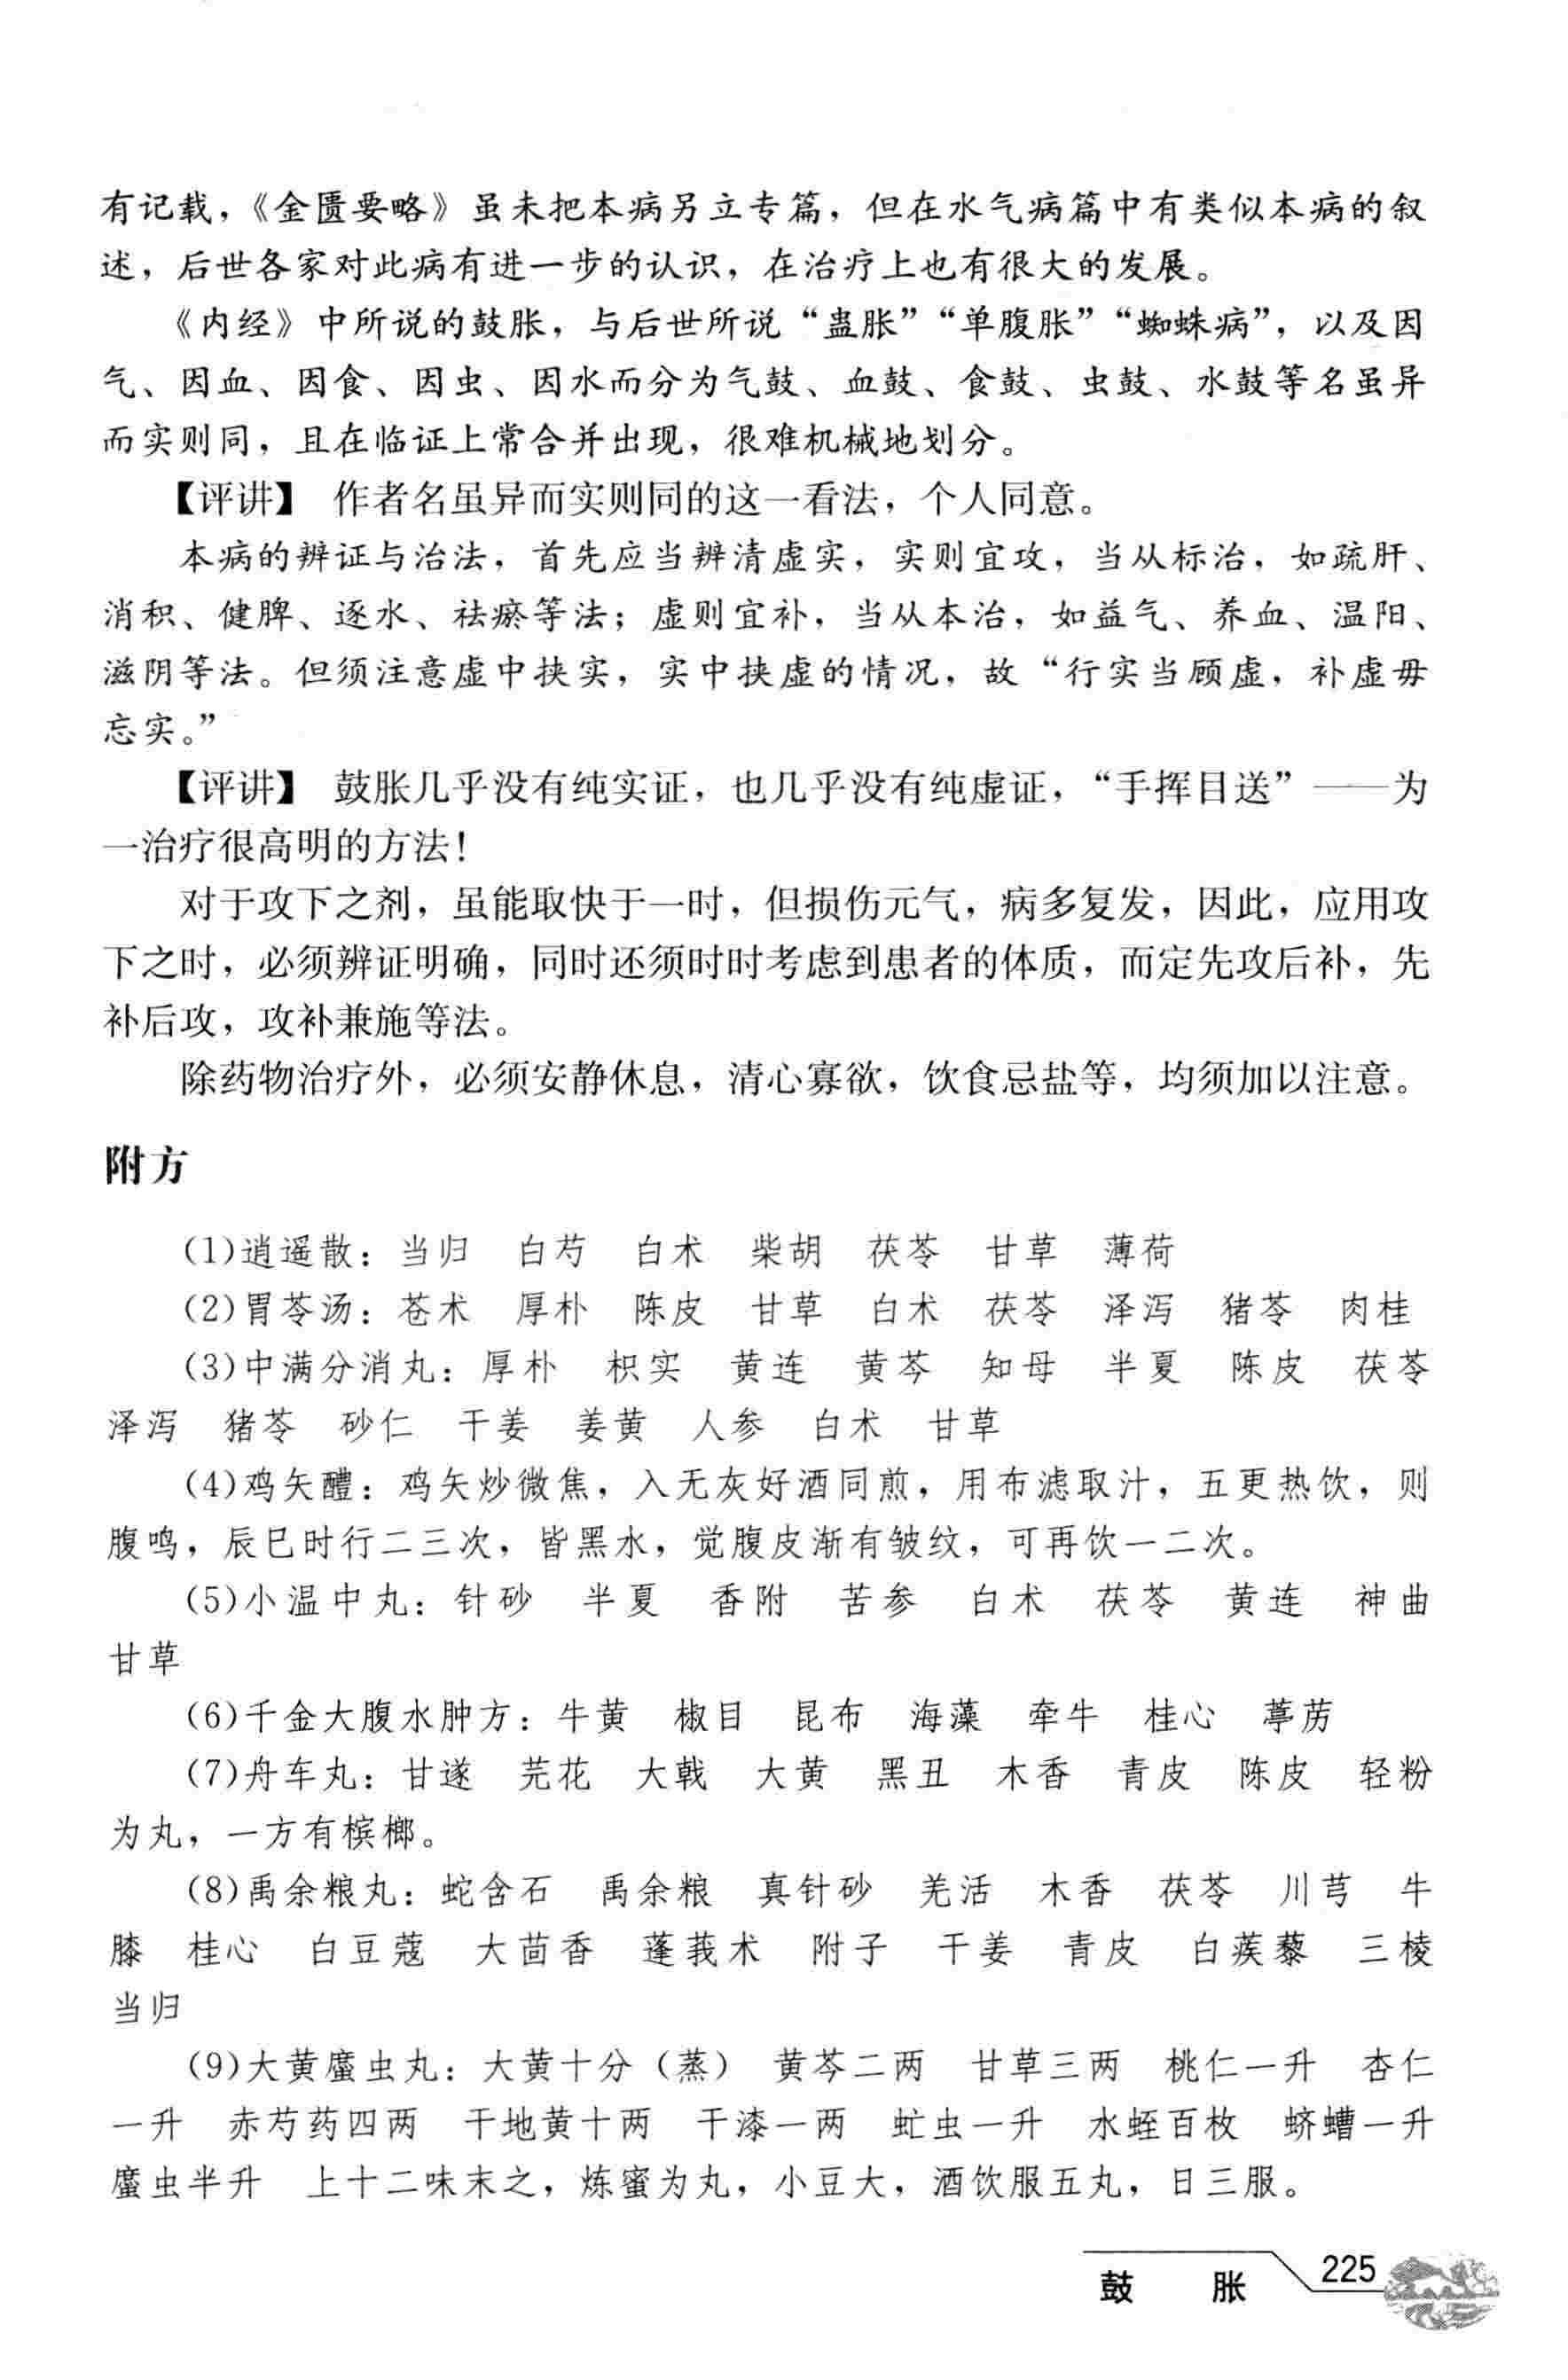 有记载，《金匮要略》虽未把本病另立专篇，但在水气病篇中有类似本病的叙
述，后世各家对此病有进一步的认识，在治疗上也有很大的发展。
《内经》中所说的鼓胀，与后世所说“蛊胀”“单腹胀”“蜘蛛病”，以及因
气、因血、因食、因虫、因水而分为气鼓、血鼓、食鼓、虫鼓、水鼓等名虽异
而实则同，且在临证上常合并出现，很难机械地划分。
【评讲】 作者名虽异而实则同的这一看法，个人同意。
本病的辨证与治法，首先应当辨清虚实，实则宜攻，当从标治，如疏肝、
消积、健脾、逐水、祛瘀等法；虚则宜补，当从本治，如益气、养血、温阳、
滋阴等法。但须注意虚中挟实，实中挟虚的情况，故“行实当顾虚，补虚毋
忘实。”
【评讲】 鼓胀几乎没有纯实证，也几乎没有纯虚证，“手挥目送”——为
一治疗很高明的方法！
对于攻下之剂，虽能取快于一时，但损伤元气，病多复发，因此，应用攻
下之时，必须辨证明确，同时还须时时考虑到患者的体质，而定先攻后补，先
补后攻，攻补兼施等法。
除药物治疗外，必须安静休息，清心寡欲，饮食忌盐等，均须加以注意。
附方
(1)逍遥散：当归 白芍 白术 柴胡 茯苓 甘草 薄荷
(2)胃苓汤：苍术 厚朴 陈皮 甘草 白术 茯苓 泽泻 猪苓 肉桂
(3)中满分消丸：厚朴 枳实 黄连 黄芩 知母 半夏 陈皮 茯苓
泽泻 猪苓 砂仁 干姜 姜黄 人参 白术 甘草
(4)鸡矢醴：鸡矢炒微焦，入无灰好酒同煎，用布滤取汁，五更热饮，则
腹鸣，辰巳时行二三次，皆黑水，觉腹皮渐有皱纹，可再饮一二次。
(5)小温中丸：针砂 半夏 香附 苦参 白术 茯苓 黄连 神曲
甘草
(6)千金大腹水肿方：牛黄 椒目 昆布 海藻 牵牛 桂心 葶苈
(7)舟车丸：甘遂 芫花 大戟 大黄 黑丑 木香 青皮 陈皮 轻粉
为丸，一方有槟榔。
(8)禹余粮丸：蛇含石 禹余粮 真针砂 羌活 木香 茯苓 川芎 牛
膝 桂心 白豆蔻 大茴香 蓬莪术 附子 干姜 青皮 白蒺藜 三棱
当归
(9)大黄䗪虫丸：大黄十分（蒸） 黄芩二两 甘草三两 桃仁一升 杏仁
一升 赤芍药四两 干地黄十两 干漆一两 虻虫一升 水蛭百枚 蛴螬一升
䗪虫半升 上十二味末之，炼蜜为丸，小豆大，酒饮服五丸，日三服。
鼓 胀 225